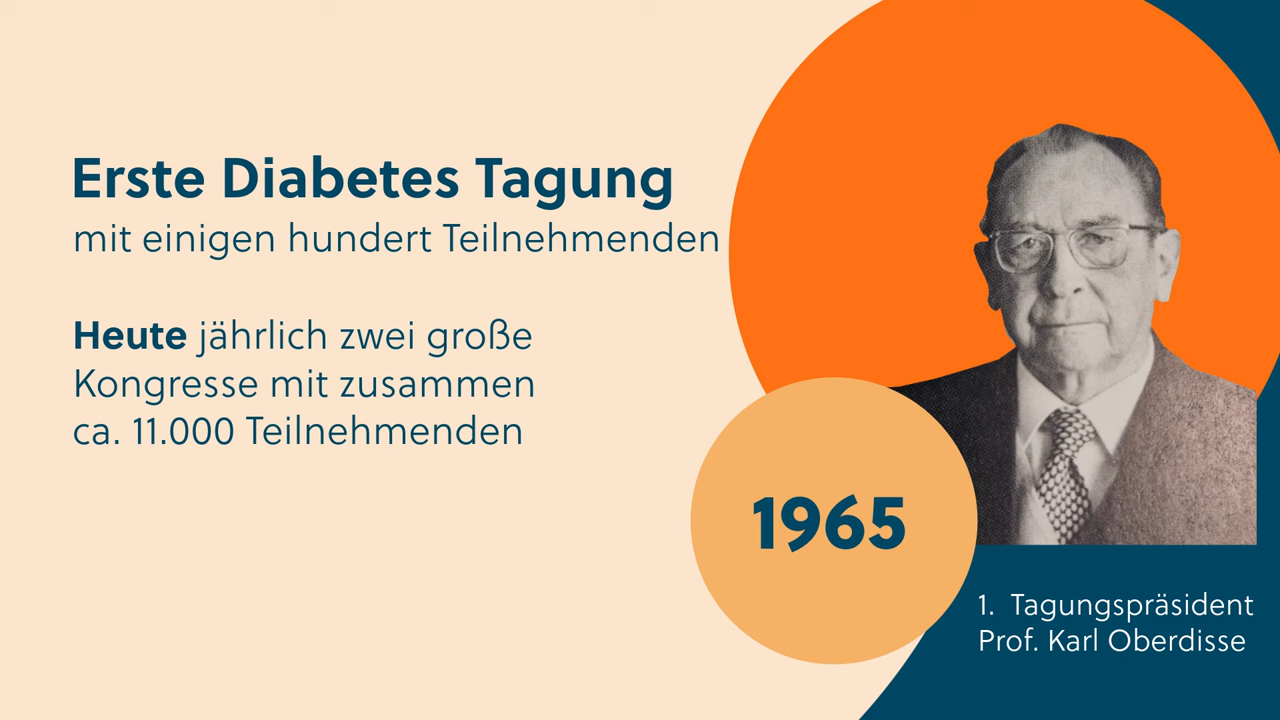 Erste Diabetes Tagung
mit einigen hundert Teilnehmenden
Heute jährlich zwei große
Kongresse mit zusammen
ca. 11.000 Teilnehmenden
1965
1. Tagungspräsident
Prof. Karl Oberdisse